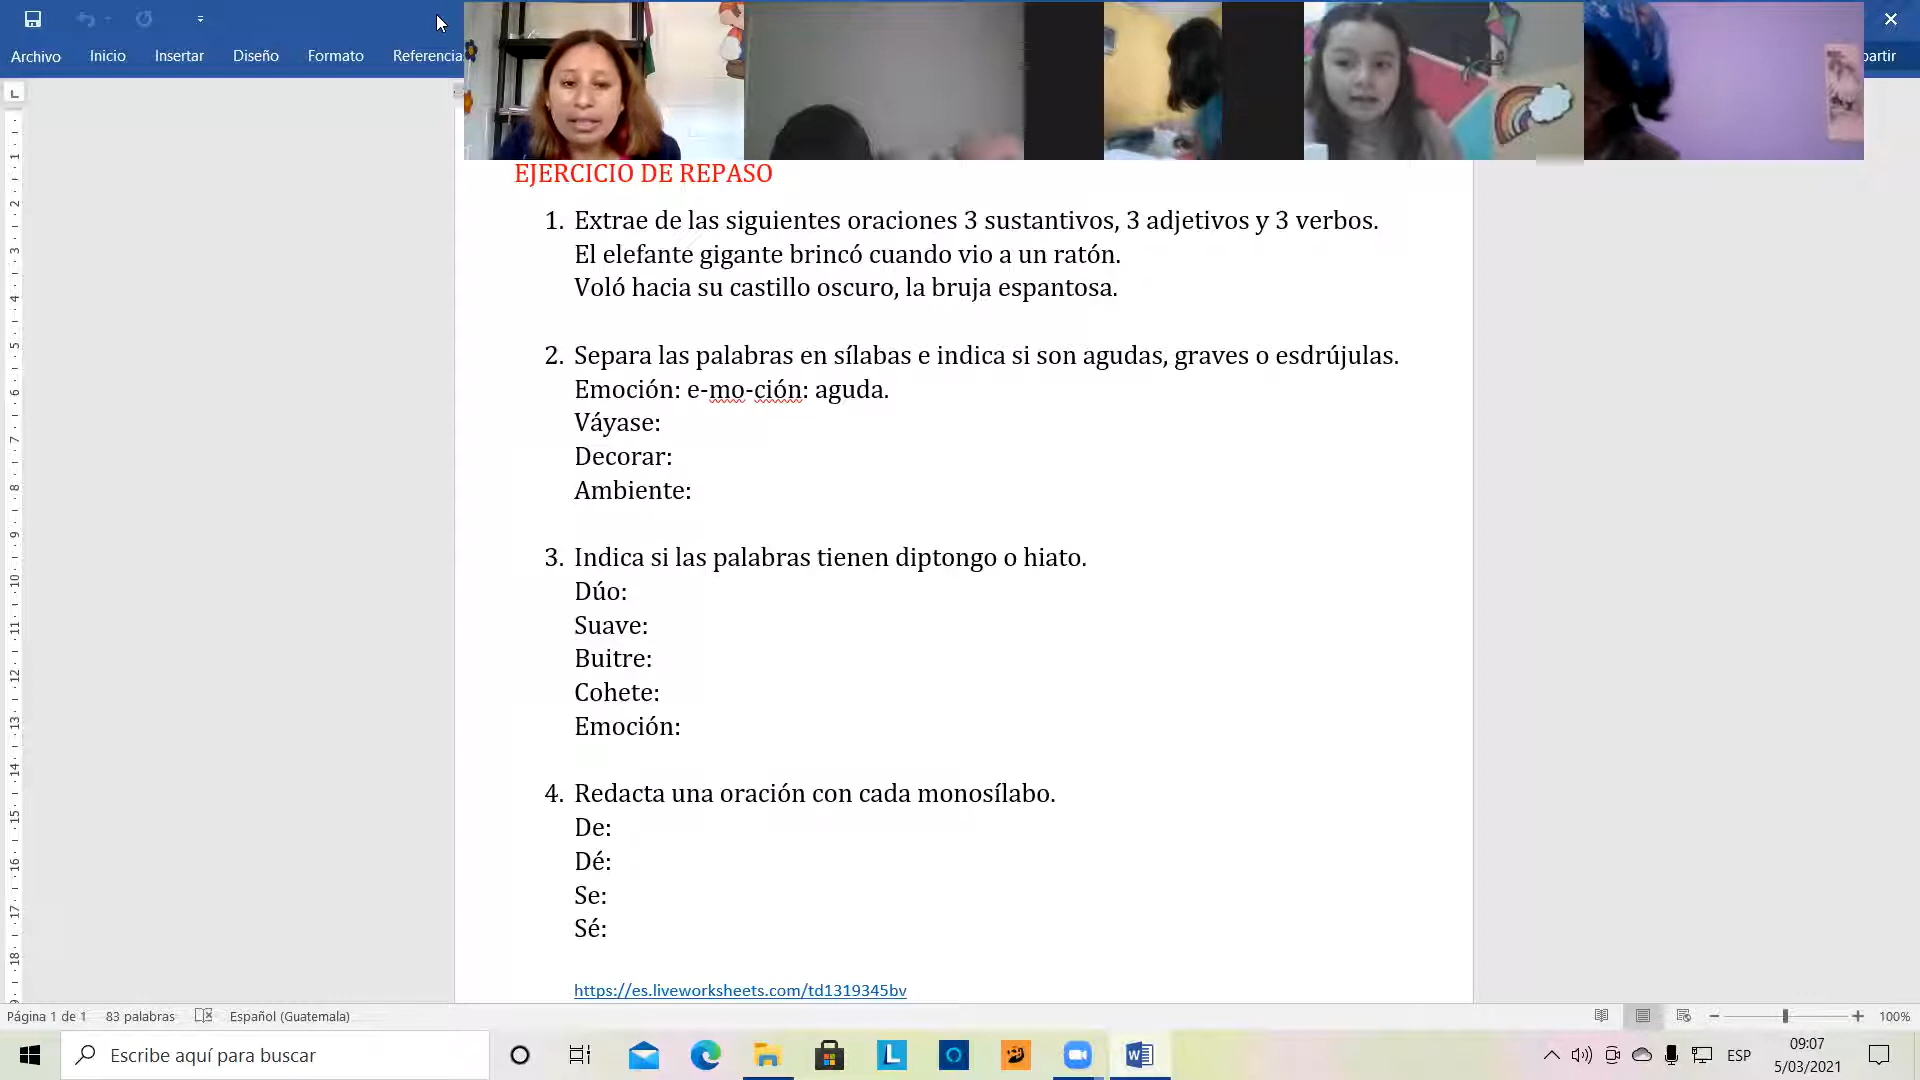 Archivo Inicio Insertar Diseño Formato Referencia partir
EJERCICIO DE REPASO
1. Extrae de las siguientes oraciones 3 sustantivos, 3 adjetivos y 3 verbos.
El elefante gigante brincó cuando vio a un ratón.
Voló hacia su castillo oscuro, la bruja espantosa.
2. Separa las palabras en sílabas e indica si son agudas, graves o esdrújulas.
Emoción: e-mo-ción: aguda.
Váyase:
Decorar:
Ambiente:
3. Indica si las palabras tienen diptongo o hiato.
Dúo:
Suave:
Buitre:
Cohete:
Emoción:
4. Redacta una oración con cada monosílabo.
De:
Dé:
Se:
Sé:
https://es.liveworksheets.com/td1319345bv
Página 1 de 1 83 palabras Español (Guatemala) 100%
Escribe aquí para buscar ESP 09:07
5/03/2021